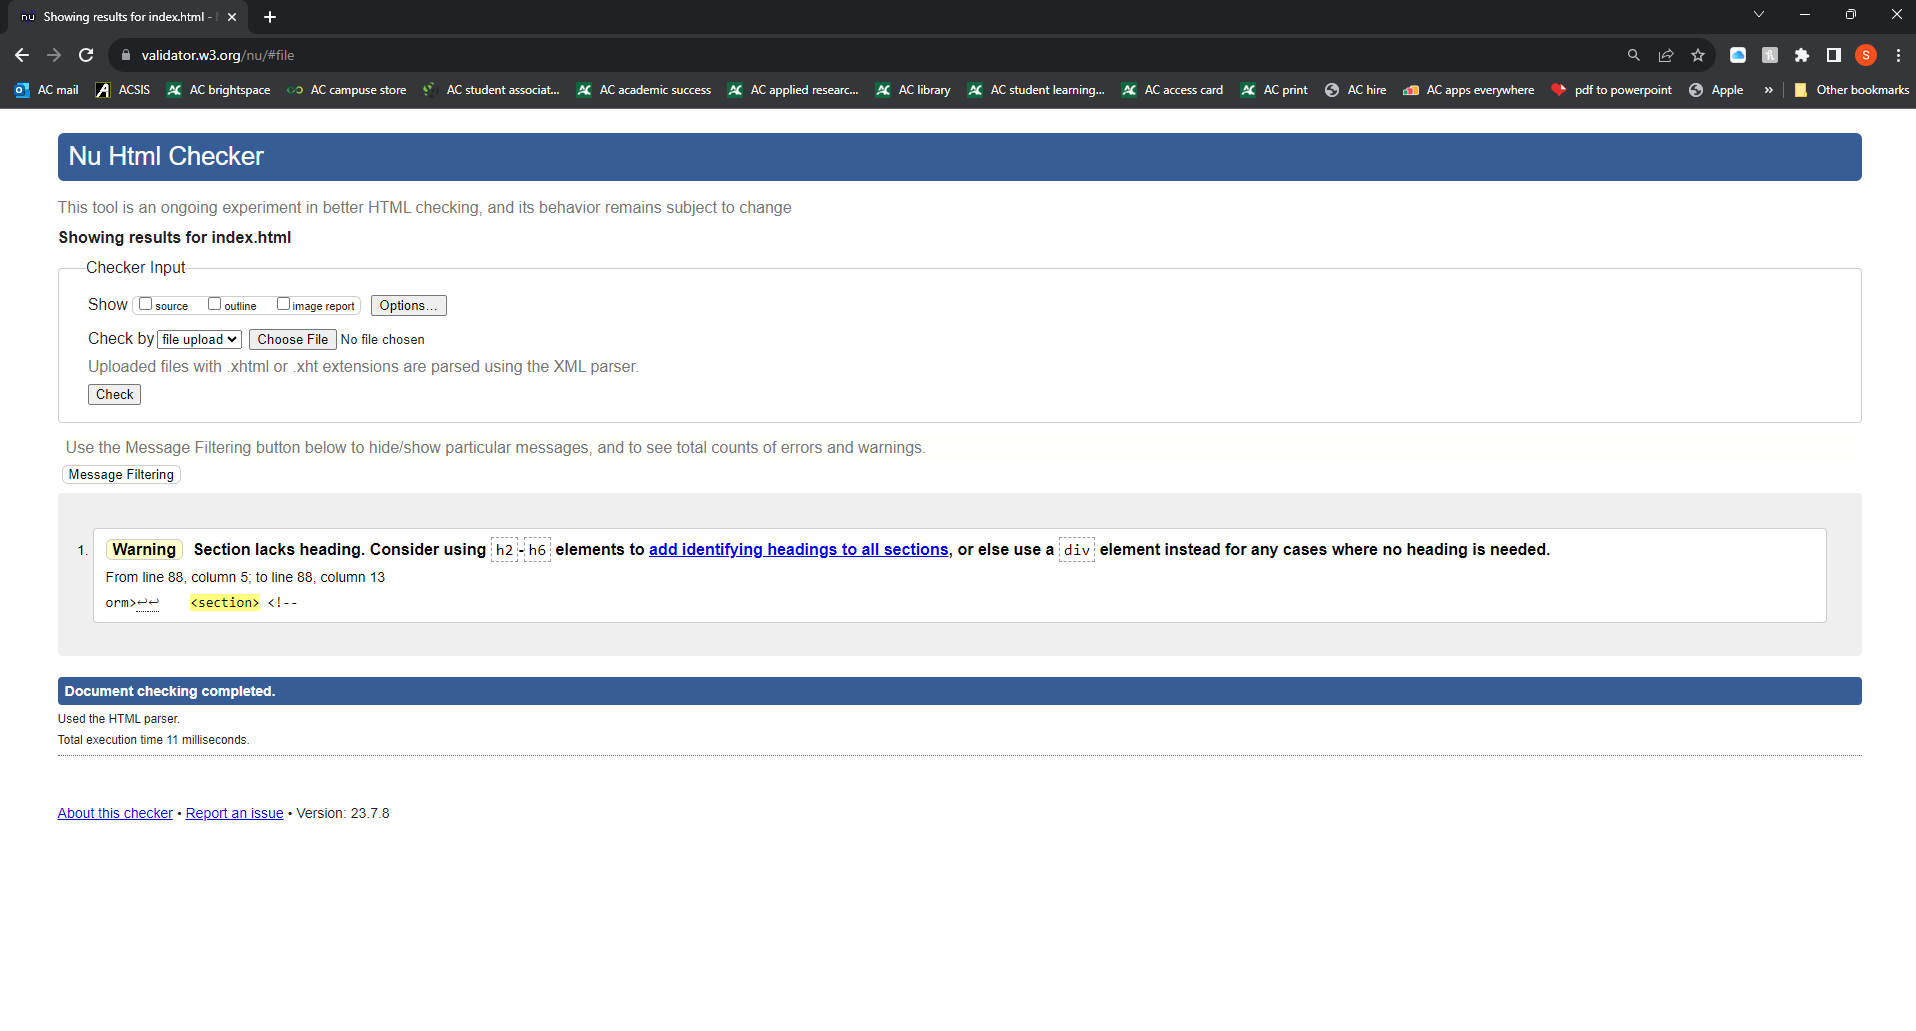 nu Showing results for index.html -
validator.w3.org/nu/#file
S
AC mail ACSIS AC brightspace AC campuse store AC student associat... AC academic success AC applied researc... AC library AC student learning... AC access card AC print AC hire AC apps everywhere pdf to powerpoint Apple » Other bookmarks
Nu Html Checker
This tool is an ongoing experiment in better HTML checking, and its behavior remains subject to change
Showing results for index.html
Checker Input
Show source outline image report Options...
Check by file upload Choose File No file chosen
Uploaded files with .xhtml or .xht extensions are parsed using the XML parser.
Check
Use the Message Filtering button below to hide/show particular messages, and to see total counts of errors and warnings.
Message Filtering
1. Warning Section lacks heading. Consider using h2-h6 elements to add identifying headings to all sections, or else use a div element instead for any cases where no heading is needed.
From line 88, column 5; to line 88, column 13
orm>↩↩ <section> <!--
Document checking completed.
Used the HTML parser.
Total execution time 11 milliseconds.
About this checker • Report an issue • Version: 23.7.8